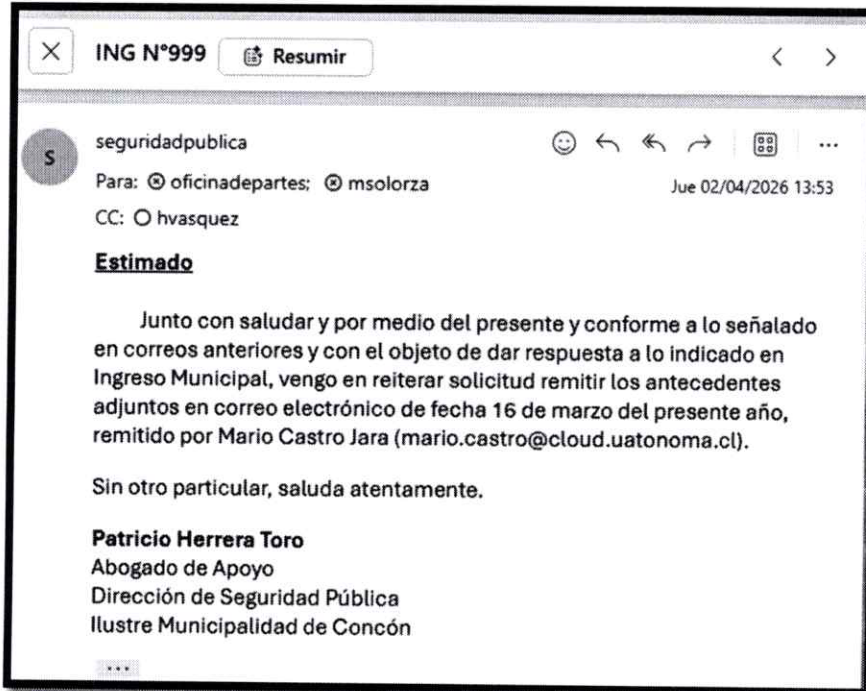 ING N°999 Resumir
S
seguridadpublica
Para: oficinadepartes; msolorza
Jue 02/04/2026 13:53
CC: hvasquez
Estimado
Junto con saludar y por medio del presente y conforme a lo señalado
en correos anteriores y con el objeto de dar respuesta a lo indicado en
Ingreso Municipal, vengo en reiterar solicitud remitir los antecedentes
adjuntos en correo electrónico de fecha 16 de marzo del presente año,
remitido por Mario Castro Jara (mario.castro@cloud.uatonoma.cl).
Sin otro particular, saluda atentamente.
Patricio Herrera Toro
Abogado de Apoyo
Dirección de Seguridad Pública
Ilustre Municipalidad de Concón
...